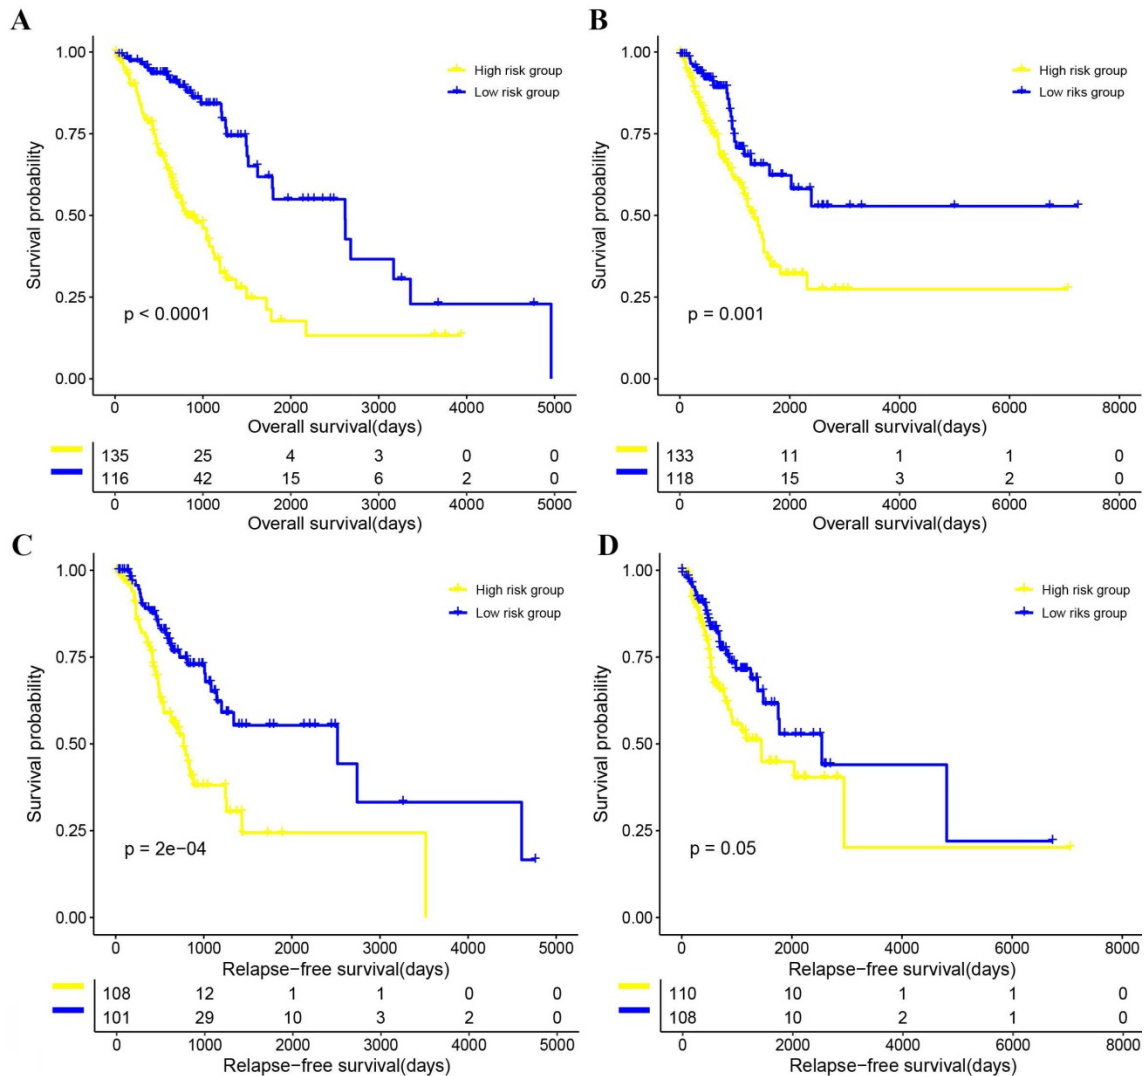 A
Survival probability
1.00
0.75
0.50
0.25
0.00
High risk group
Low risk group
p < 0.0001
0 1000 2000 3000 4000 5000
Overall survival(days)
135 25 4 3 0 0
116 42 15 6 2 0
0 1000 2000 3000 4000 5000
Overall survival(days)
B
Survival probability
1.00
0.75
0.50
0.25
0.00
High risk group
Low riks group
p = 0.001
0 2000 4000 6000 8000
Overall survival(days)
133 11 1 1 0
118 15 3 2 0
0 2000 4000 6000 8000
Overall survival(days)
C
Survival probability
1.00
0.75
0.50
0.25
0.00
High risk group
Low risk group
p = 2e−04
0 1000 2000 3000 4000 5000
Relapse−free survival(days)
108 12 1 1 0 0
101 29 10 3 2 0
0 1000 2000 3000 4000 5000
Relapse−free survival(days)
D
Survival probability
1.00
0.75
0.50
0.25
0.00
High risk group
Low riks group
p = 0.05
0 2000 4000 6000 8000
Relapse−free survival(days)
110 10 1 1 0
108 10 2 1 0
0 2000 4000 6000 8000
Relapse−free survival(days)